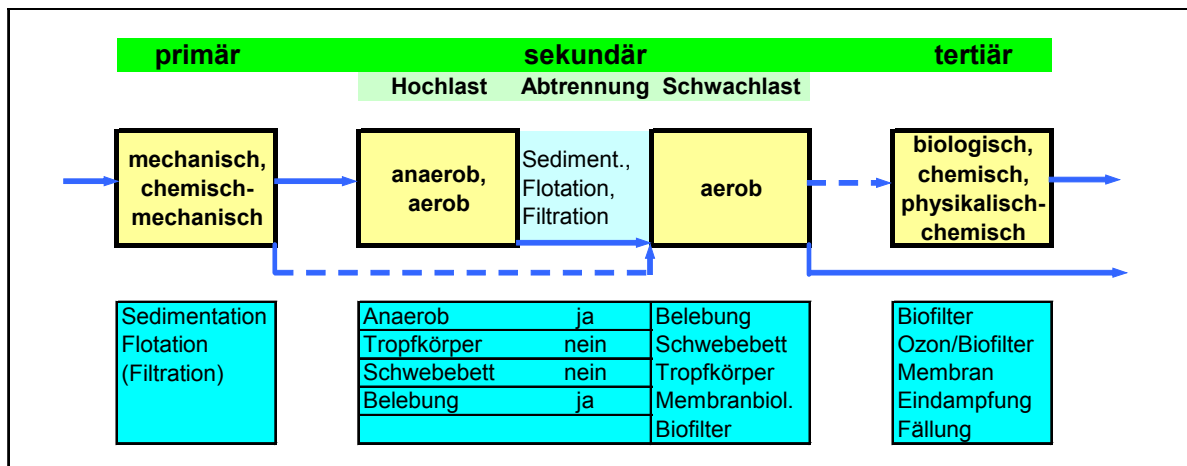 primär sekundär tertiär
Hochlast Abtrennung Schwachlast
mechanisch,
chemisch-
mechanisch
anaerob,
aerob
Sediment.,
Flotation,
Filtration
aerob
biologisch,
chemisch,
physikalisch-
chemisch
Sedimentation
Flotation
(Filtration)
Anaerob ja
Tropfkörper nein
Schwebebett nein
Belebung ja
Belebung
Schwebebett
Tropfkörper
Membranbiol.
Biofilter
Biofilter
Ozon/Biofilter
Membran
Eindampfung
Fällung